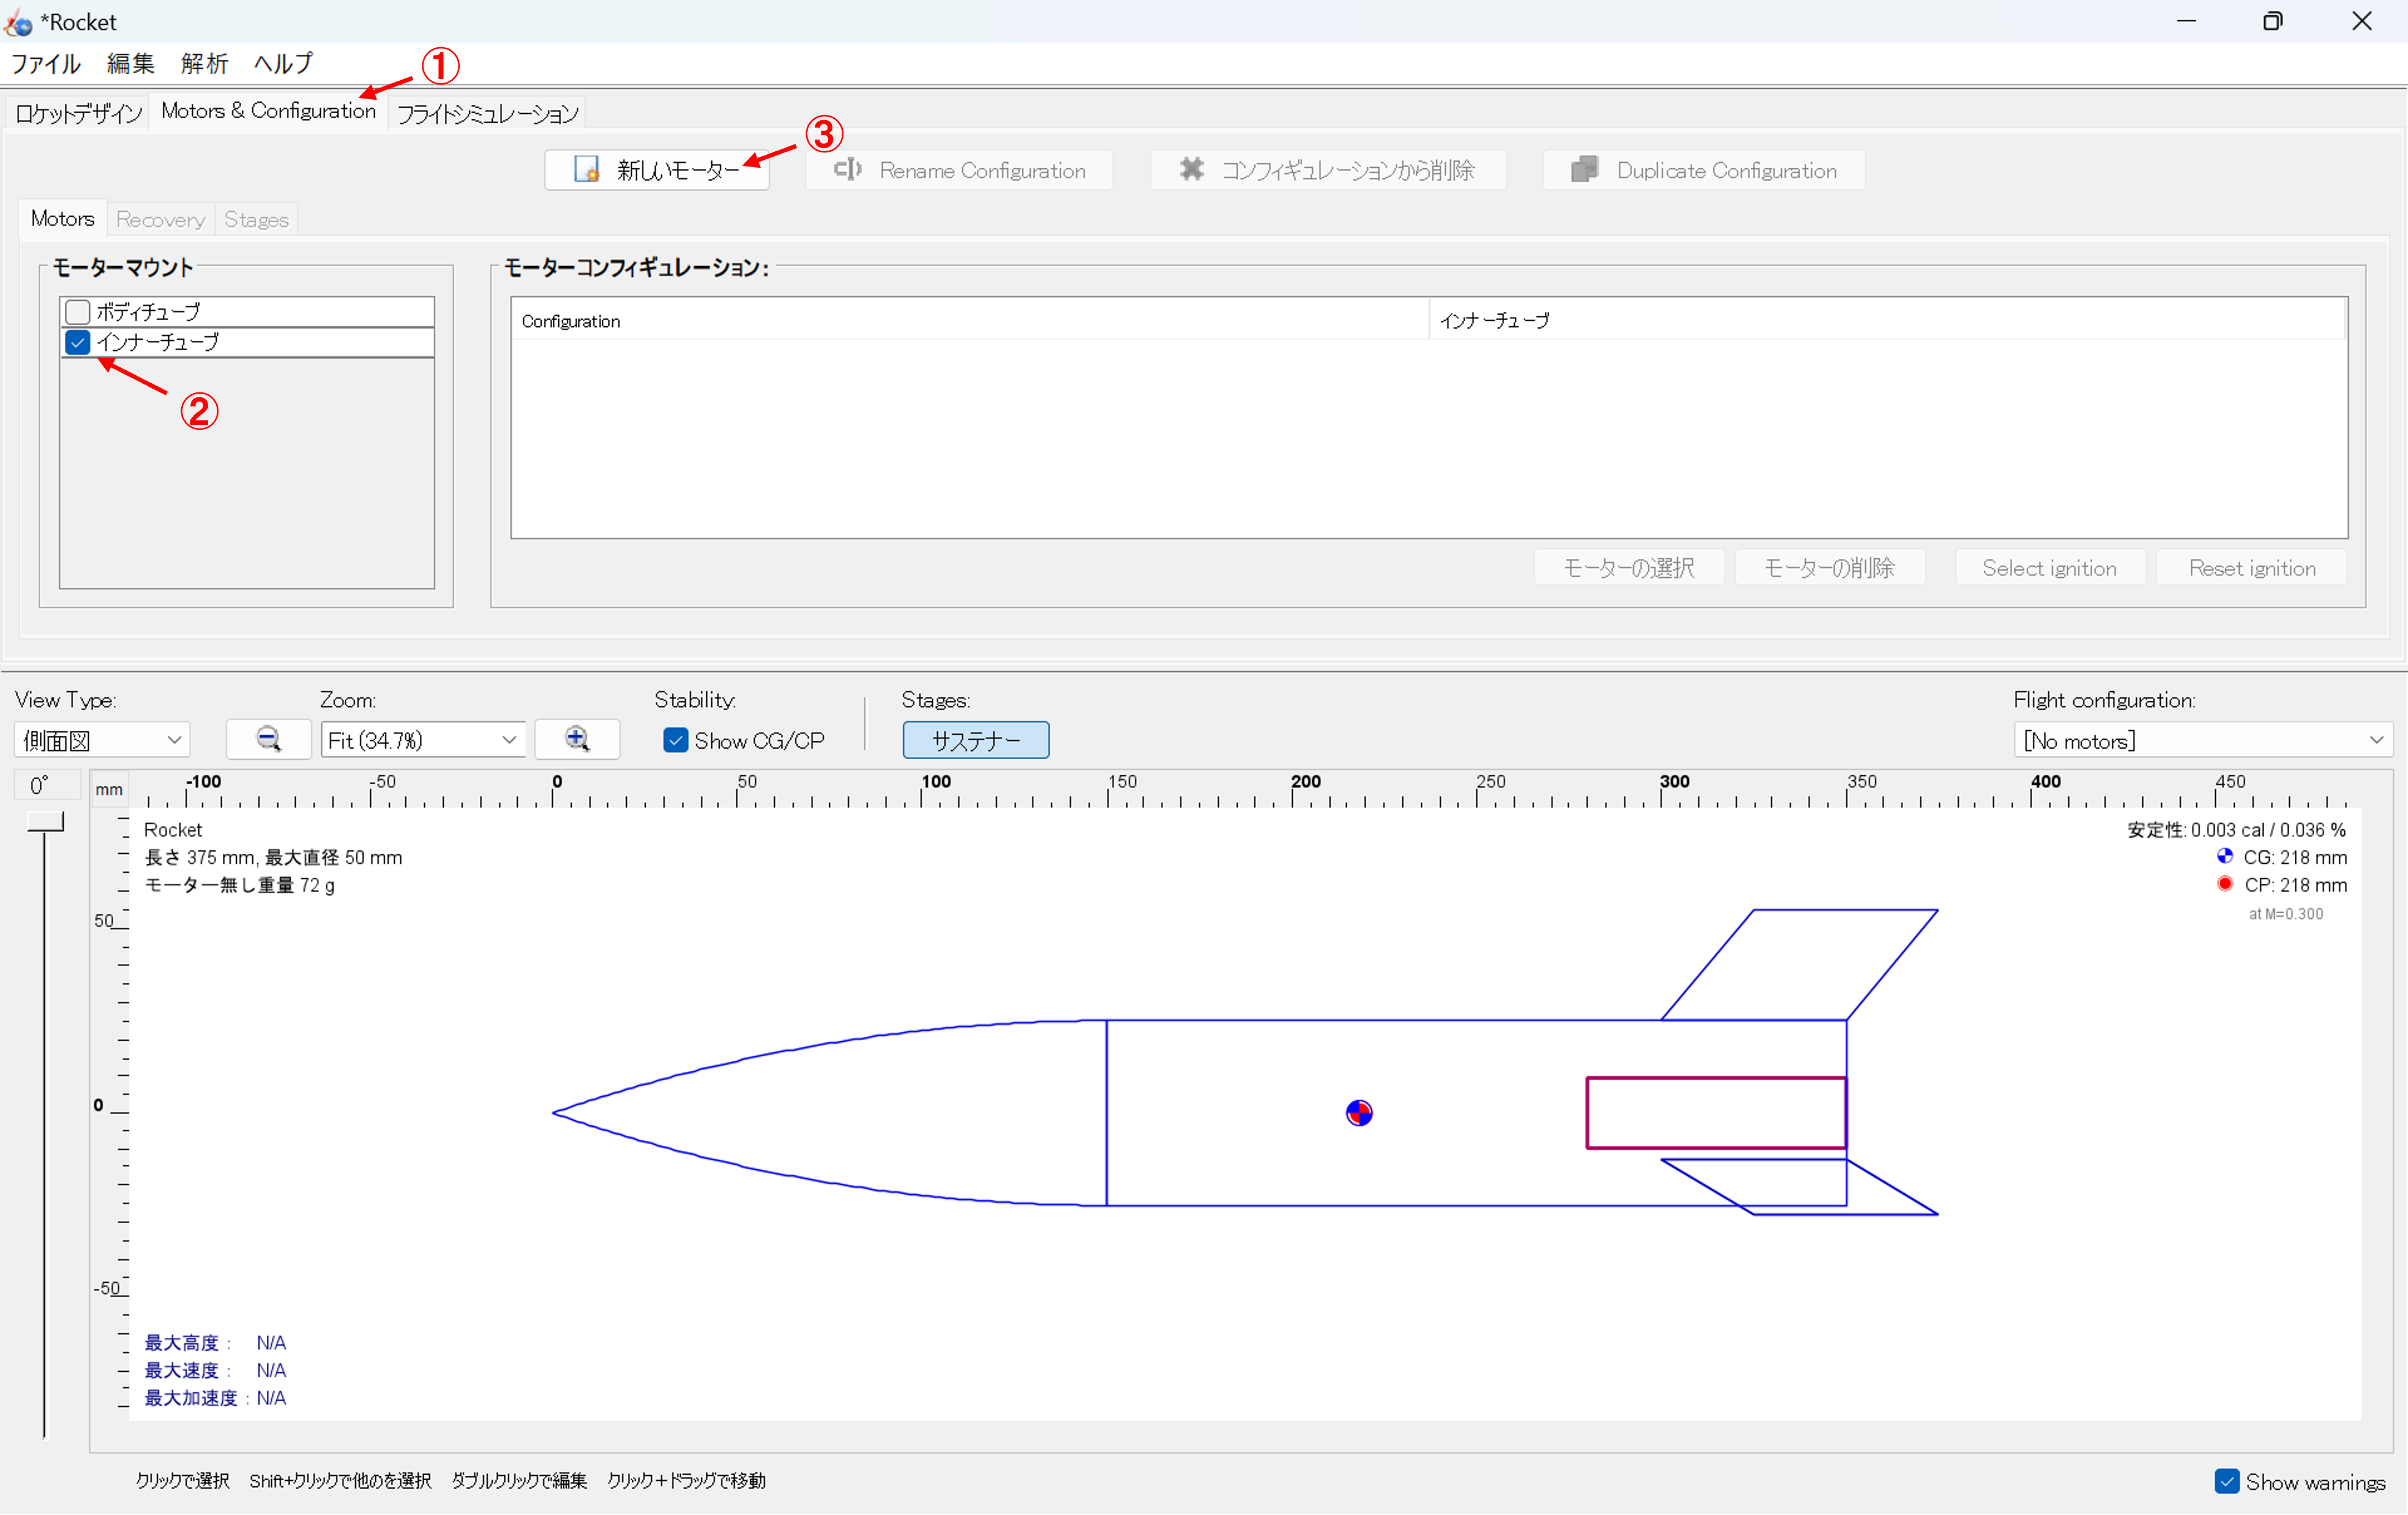 *Rocket
ファイル 編集 解析 ヘルプ
①
ロケットデザイン Motors & Configuration フライトシミュレーション
③
新しいモーター Rename Configuration コンフィギュレーションから削除 Duplicate Configuration
Motors Recovery Stages
モーターマウント
モーターコンフィギュレーション:
ボディチューブ
インナーチューブ
②
Configuration インナーチューブ
モーターの選択 モーターの削除 Select ignition Reset ignition
View Type: Zoom: Stability: Stages: Flight configuration:
側面図 Fit (34.7%) Show CG/CP サステナー [No motors]
0° mm -100 -50 0 50 100 150 200 250 300 350 400 450
Rocket
長さ 375 mm, 最大直径 50 mm
モーター無し重量 72 g
安定性: 0.003 cal / 0.036 %
CG: 218 mm
CP: 218 mm
at M=0.300
50
0
-50
最大高度 : N/A
最大速度 : N/A
最大加速度 : N/A
クリックで選択 Shift+クリックで他のを選択 ダブルクリックで編集 クリック+ドラッグで移動
Show warnings